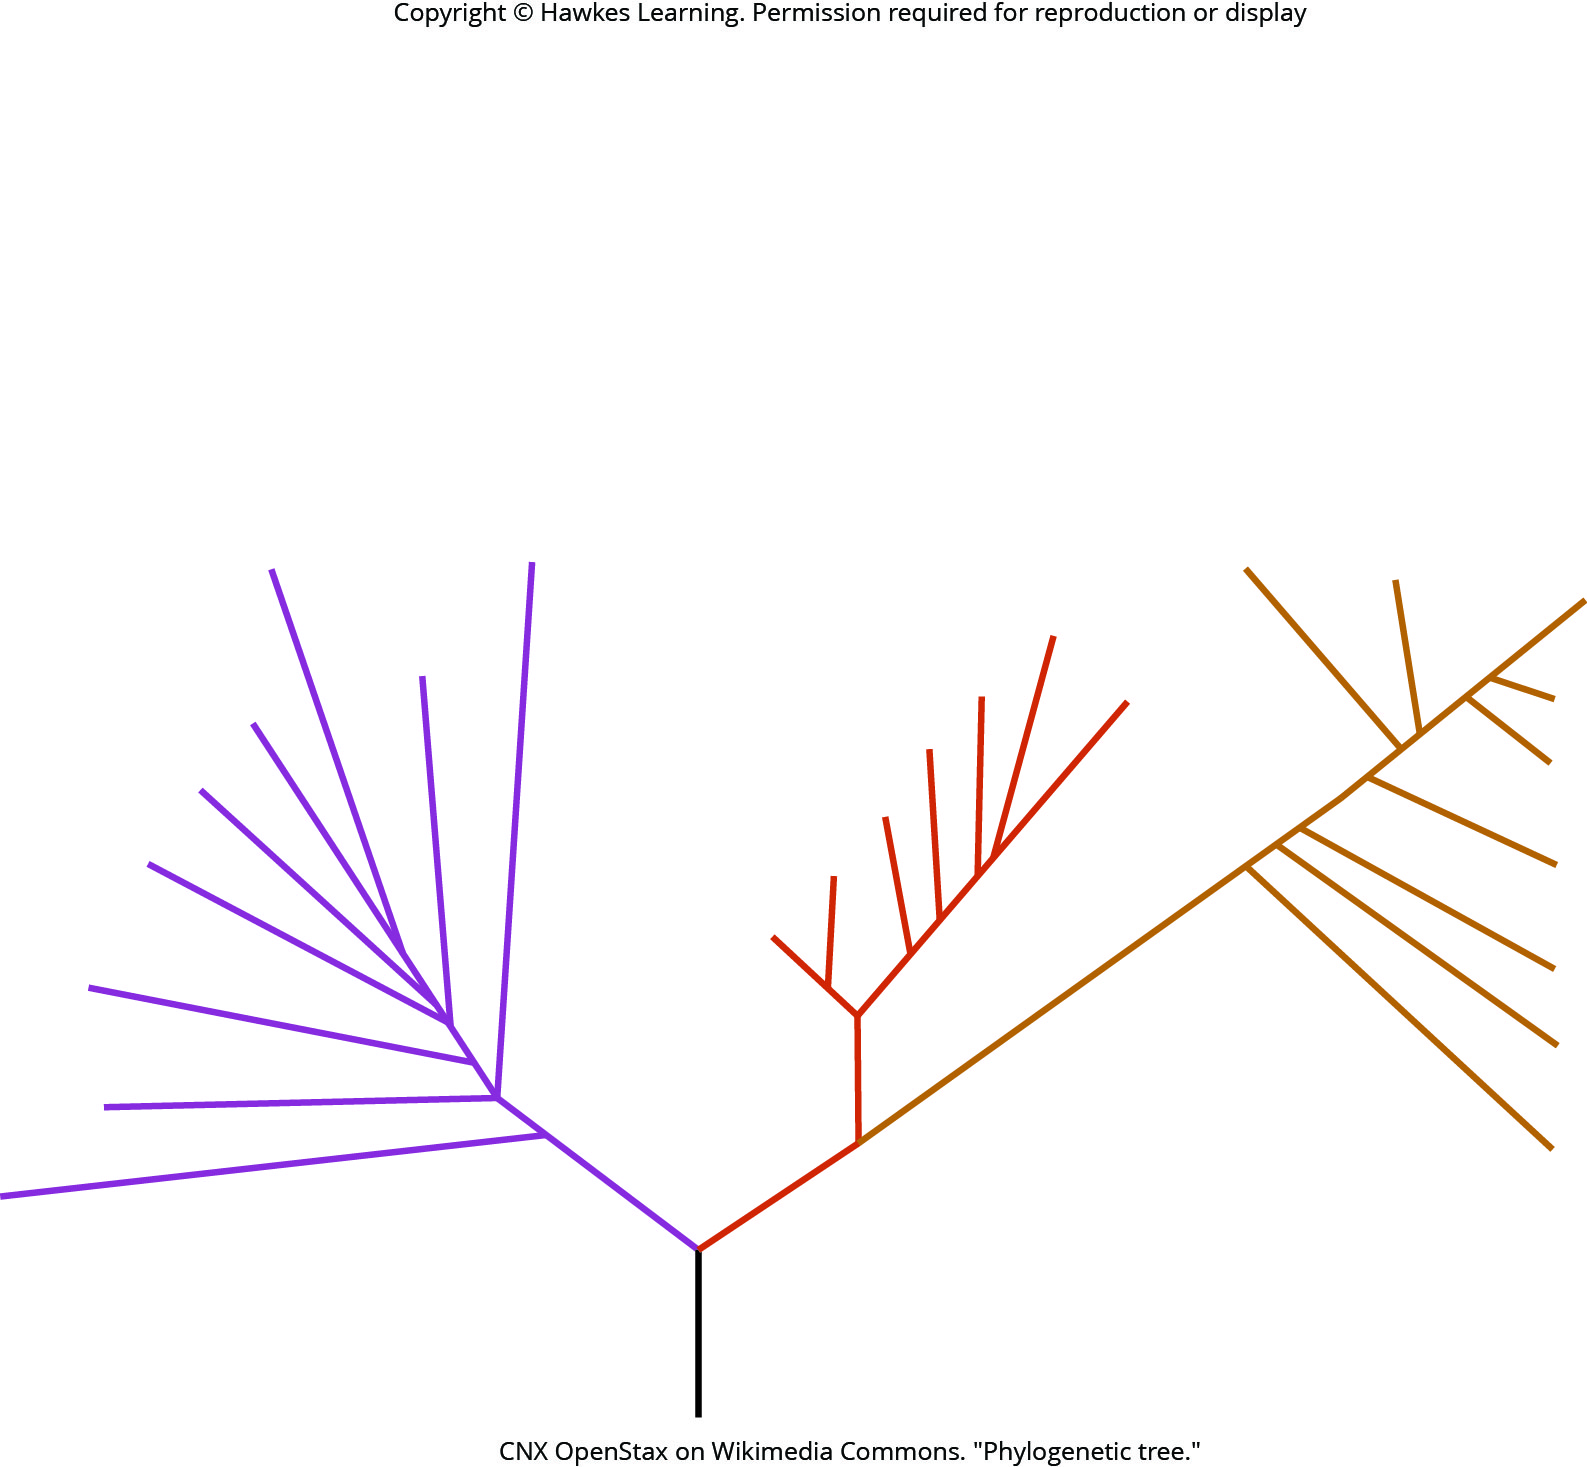 Copyright © Hawkes Learning. Permission required for reproduction or display
CNX OpenStax on Wikimedia Commons. "Phylogenetic tree."